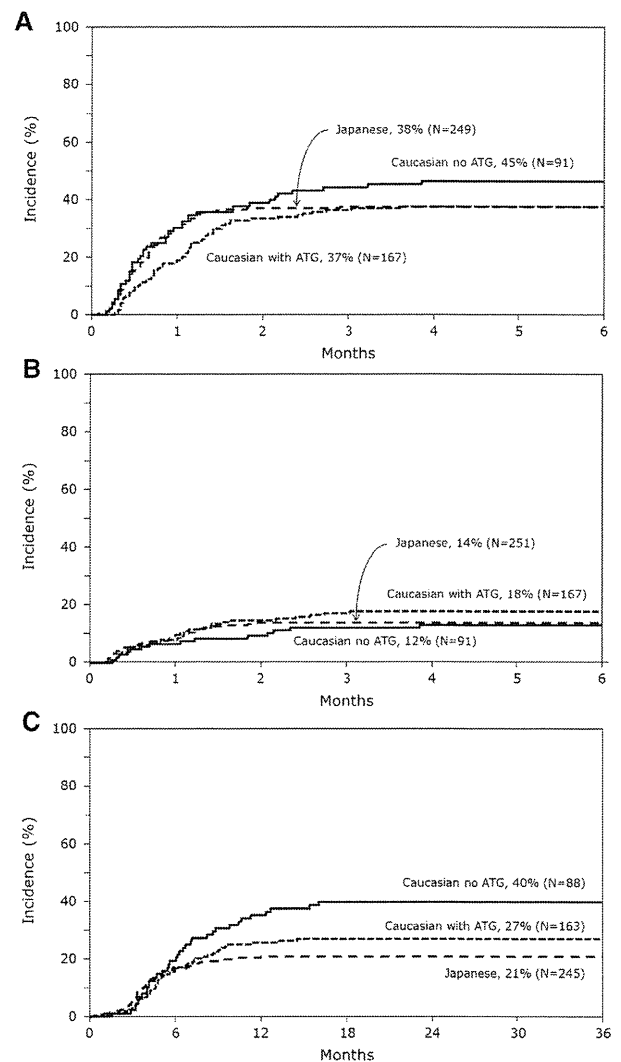 A
100
80
60
40
20
0
Incidence (%)
Japanese, 38% (N=249)
Caucasian no ATG, 45% (N=91)
Caucasian with ATG, 37% (N=167)
0 1 2 3 4 5 6
Months
B
100
80
60
40
20
0
Incidence (%)
Japanese, 14% (N=251)
Caucasian with ATG, 18% (N=167)
Caucasian no ATG, 12% (N=91)
0 1 2 3 4 5 6
Months
C
100
80
60
40
20
0
Incidence (%)
Caucasian no ATG, 40% (N=88)
Caucasian with ATG, 27% (N=163)
Japanese, 21% (N=245)
0 6 12 18 24 30 36
Months